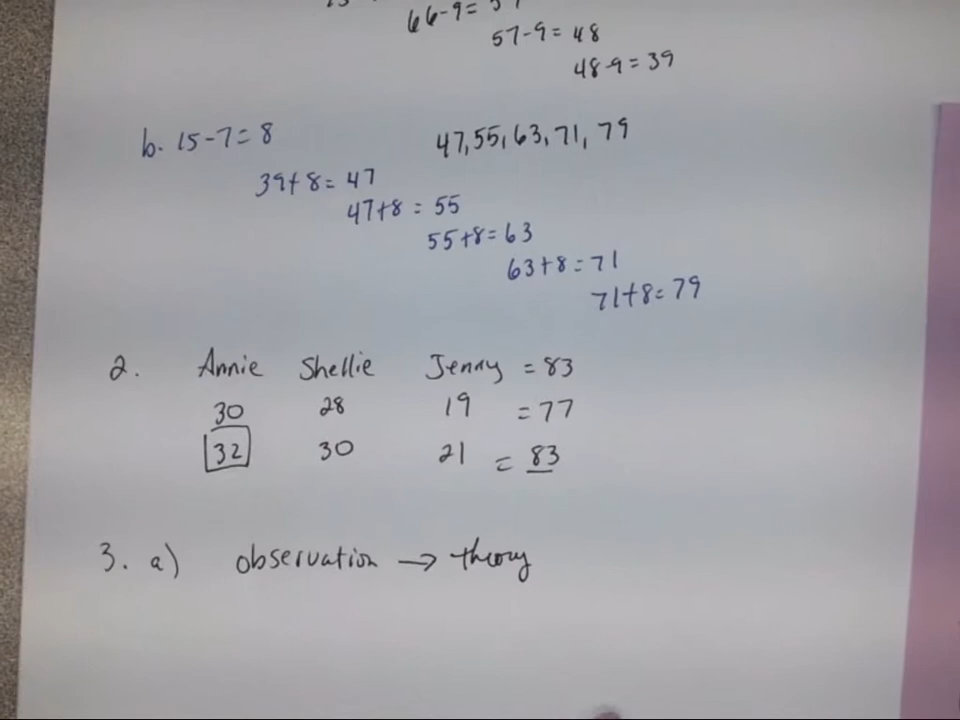 66-9=
57-9=48
48-9=39
b. 15-7=8 47,55,63,71,79
39+8=47
47+8=55
55+8=63
63+8=71
71+8=79
2. Annie Shellie Jenny =83
30 28 19 =77
32 30 21 =83
3. a) observation → theory